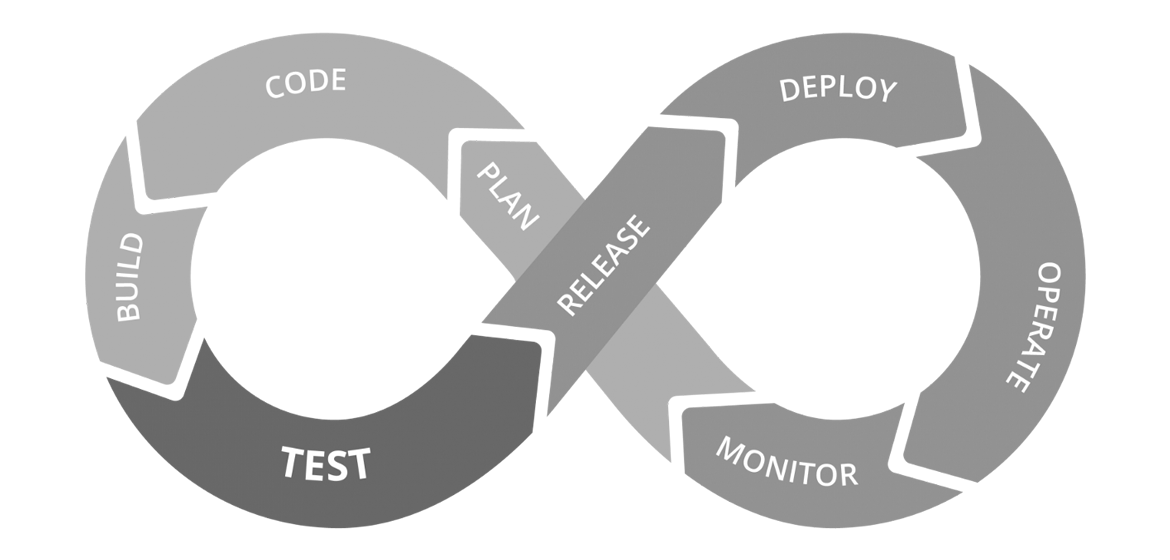 PLAN
CODE
BUILD
TEST
RELEASE
DEPLOY
OPERATE
MONITOR